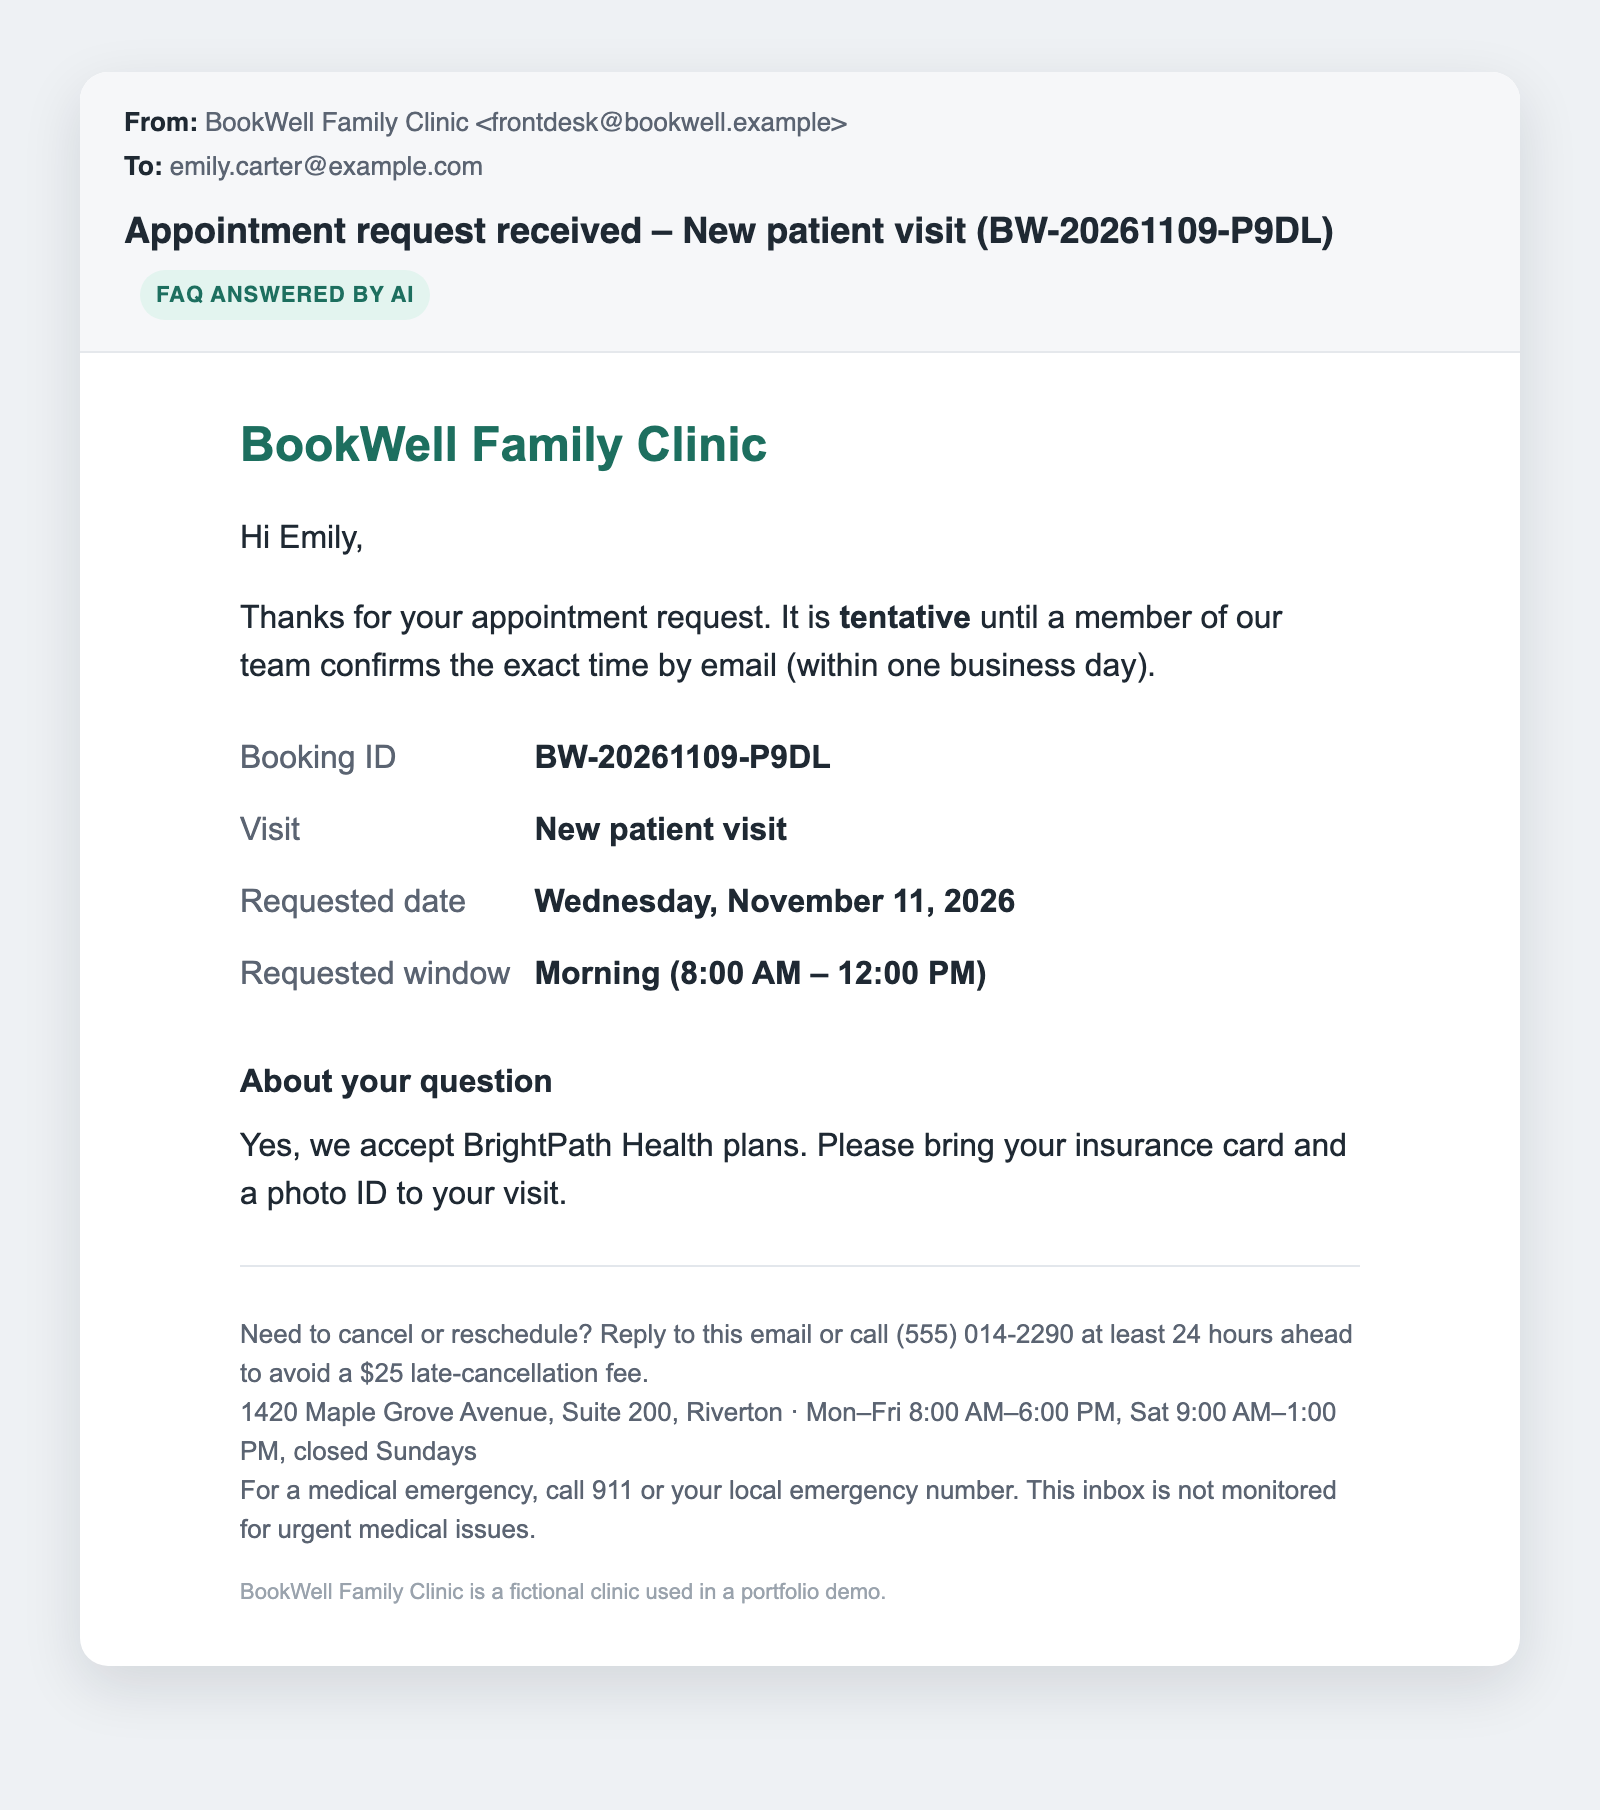 From: BookWell Family Clinic <frontdesk@bookwell.example>
To: emily.carter@example.com
Appointment request received – New patient visit (BW-20261109-P9DL)
FAQ ANSWERED BY AI
BookWell Family Clinic
Hi Emily,
Thanks for your appointment request. It is tentative until a member of our
team confirms the exact time by email (within one business day).
Booking ID BW-20261109-P9DL
Visit New patient visit
Requested date Wednesday, November 11, 2026
Requested window Morning (8:00 AM – 12:00 PM)
About your question
Yes, we accept BrightPath Health plans. Please bring your insurance card and
a photo ID to your visit.
Need to cancel or reschedule? Reply to this email or call (555) 014-2290 at least 24 hours ahead
to avoid a $25 late-cancellation fee.
1420 Maple Grove Avenue, Suite 200, Riverton · Mon–Fri 8:00 AM–6:00 PM, Sat 9:00 AM–1:00
PM, closed Sundays
For a medical emergency, call 911 or your local emergency number. This inbox is not monitored
for urgent medical issues.
BookWell Family Clinic is a fictional clinic used in a portfolio demo.